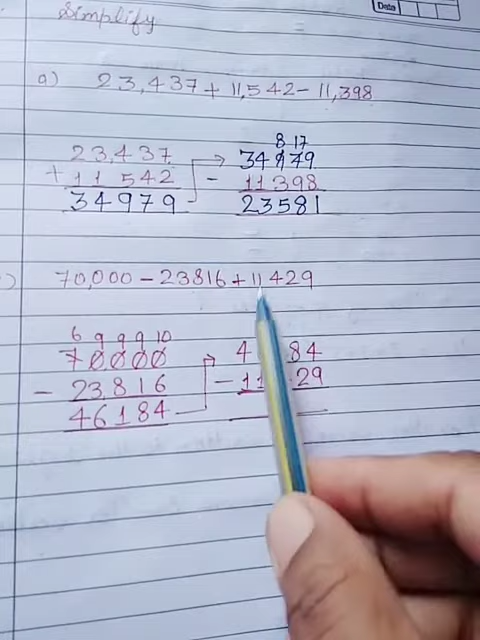 Date
Simplify
a) 23,437 + 11,542 - 11,398
23,437
+ 11 542
34979
8 17
34979
- 11398
23581
) 70,000 - 23816 + 11429
6 9 9 9 10
70000
- 23,816
46184
4 84
- 11 29